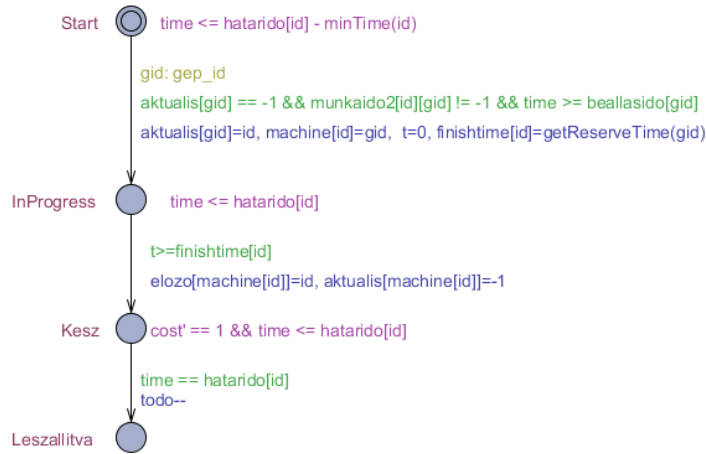 Start time <= hatarido[id] - minTime(id)
gid: gep_id
aktualis[gid] == -1 && munkaido2[id][gid] != -1 && time >= beallasido[gid]
aktualis[gid]=id, machine[id]=gid, t=0, finishtime[id]=getReserveTime(gid)
InProgress time <= hatarido[id]
t>=finishtime[id]
elozo[machine[id]]=id, aktualis[machine[id]]=-1
Kesz cost' == 1 && time <= hatarido[id]
time == hatarido[id]
todo--
Leszallitva